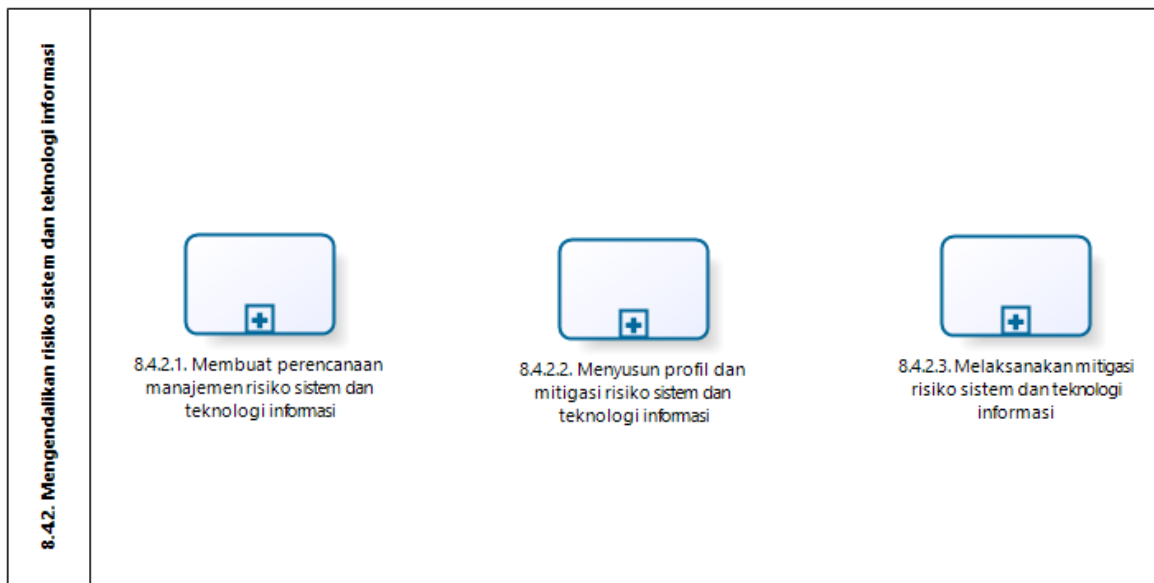 8.4.2. Mengendalikan risiko sistem dan teknologi informasi
8.4.2.1. Membuat perencanaan
manajemen risiko sistem dan
teknologi informasi
8.4.2.2. Menyusun profil dan
mitigasi risiko sistem dan
teknologi informasi
8.4.2.3. Melaksanakan mitigasi
risiko sistem dan teknologi
informasi